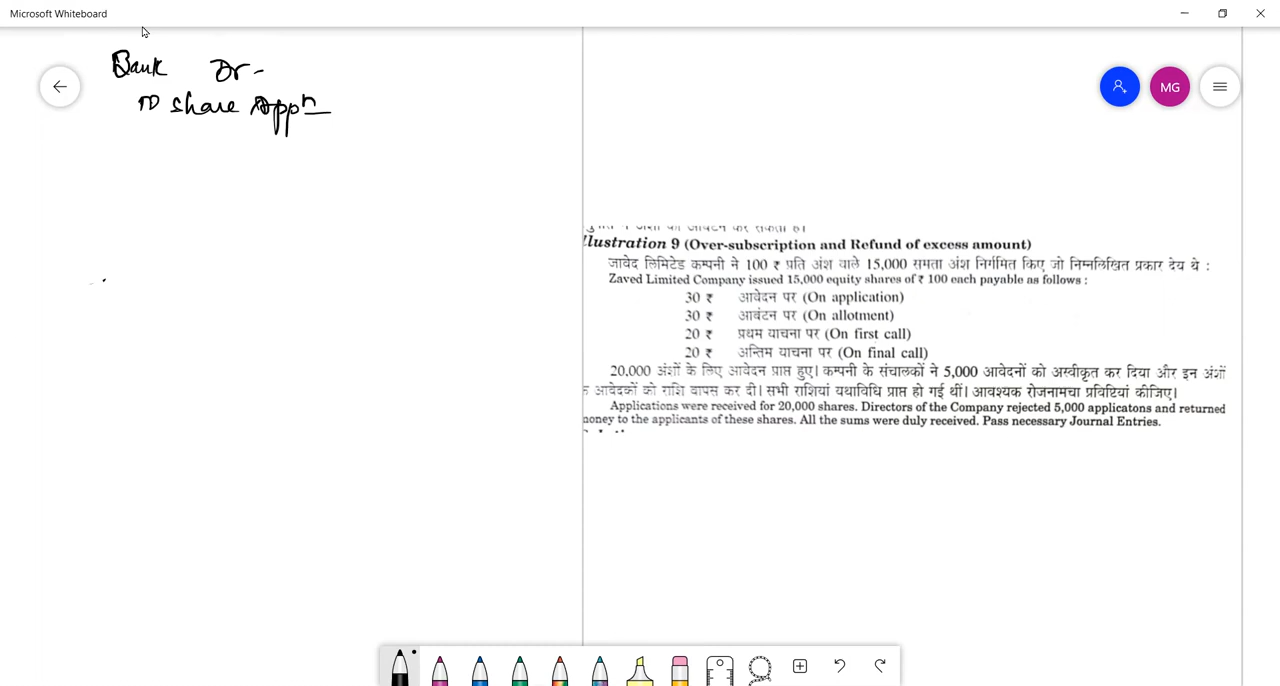 Microsoft Whiteboard
Bank Dr -
To Share Appn
MG
Illustration 9 (Over-subscription and Refund of excess amount)
जावेद लिमिटेड कम्पनी ने 100 ₹ प्रति अंश वाले 15,000 समता अंश निर्गमित किए जो निम्नलिखित प्रकार देय थे :
Zaved Limited Company issued 15,000 equity shares of ₹ 100 each payable as follows :
30 ₹ आवेदन पर (On application)
30 ₹ आवंटन पर (On allotment)
20 ₹ प्रथम याचना पर (On first call)
20 ₹ अन्तिम याचना पर (On final call)
20,000 अंशों के लिए आवेदन प्राप्त हुए। कम्पनी के संचालकों ने 5,000 आवेदनों को अस्वीकृत कर दिया और इन अंशों
के आवेदकों को राशि वापस कर दी। सभी राशियां यथाविधि प्राप्त हो गई थीं। आवश्यक रोजनामचा प्रविष्टियां कीजिए।
Applications were received for 20,000 shares. Directors of the Company rejected 5,000 applicatons and returned
money to the applicants of these shares. All the sums were duly received. Pass necessary Journal Entries.